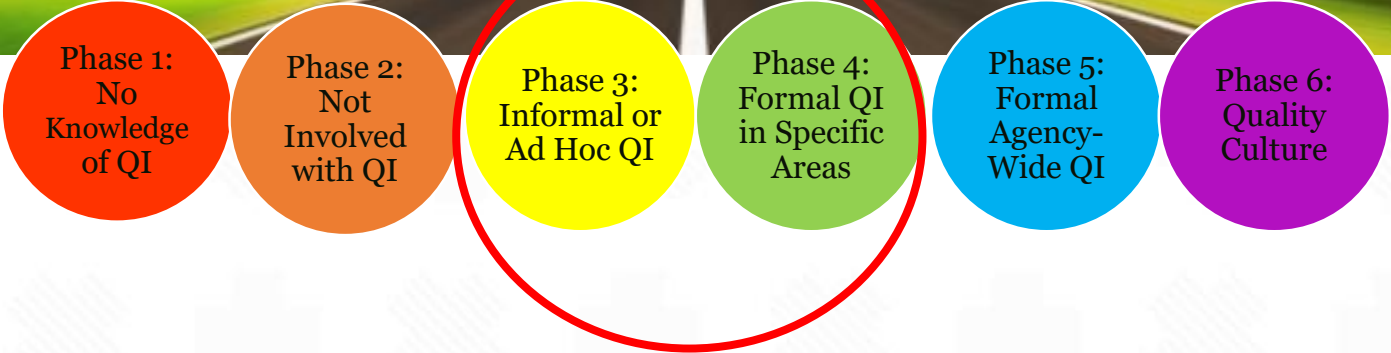 Phase 1:
No
Knowledge
of QI
Phase 2:
Not
Involved
with QI
Phase 3:
Informal or
Ad Hoc QI
Phase 4:
Formal QI
in Specific
Areas
Phase 5:
Formal
Agency-
Wide QI
Phase 6:
Quality
Culture